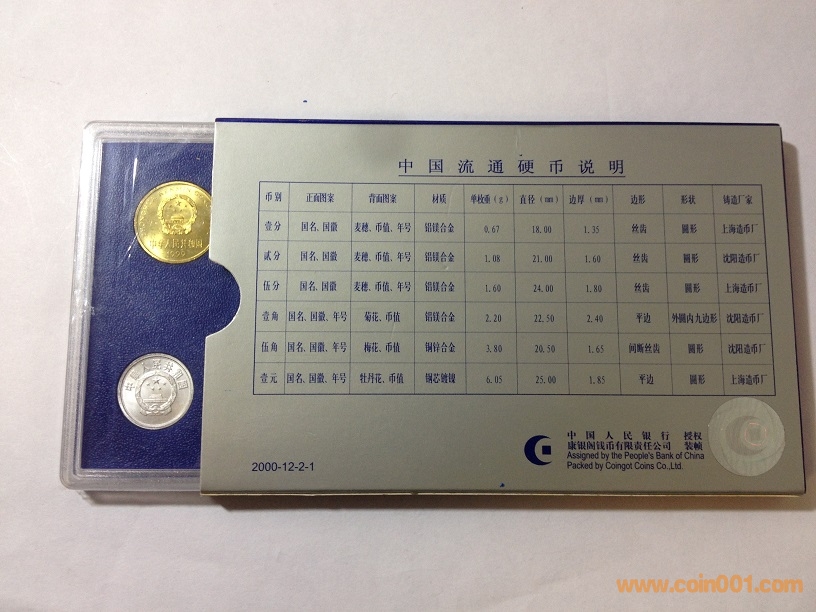 中国流通硬币说明
币别 正面图案 背面图案 材质 单枚重(g) 直径(mm) 边厚(mm) 边形 形状 铸造厂家
壹分 国名、国徽 麦穗、币值、年号 铝镁合金 0.67 18.00 1.35 丝齿 圆形 上海造币厂
贰分 国名、国徽 麦穗、币值、年号 铝镁合金 1.08 21.00 1.60 丝齿 圆形 沈阳造币厂
伍分 国名、国徽 麦穗、币值、年号 铝镁合金 1.60 24.00 1.80 丝齿 圆形 上海造币厂
壹角 国名、国徽、年号 菊花、币值 铝镁合金 2.20 22.50 2.40 平边 外圆内九边形 沈阳造币厂
伍角 国名、国徽、年号 梅花、币值 铜锌合金 3.80 20.50 1.65 间断丝齿 圆形 沈阳造币厂
壹元 国名、国徽、年号 牡丹花、币值 钢芯镀镍 6.05 25.00 1.85 平边 圆形 上海造币厂
中国人民银行 授权
康银阁钱币有限责任公司 装帧
Assigned by the People's Bank of China
Packed by Coingot Coins Co.,Ltd.
2000-12-2-1
中华人民共和国
中华人民共和国
www.coin001.com